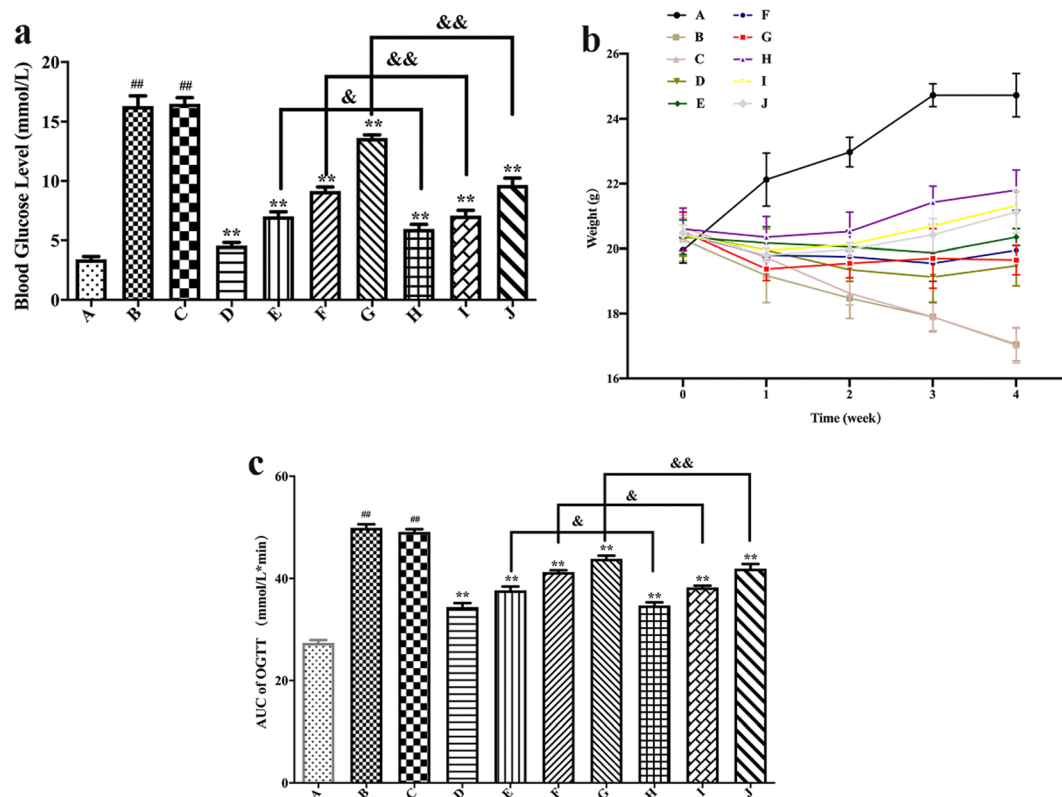 a
Blood Glucose Level (mmol/L)
20
15
10
5
0
##
##
**
**
**
**
**
**
**
&
&&
&&
A B C D E F G H I J
b
A
B
C
D
E
F
G
H
I
J
Weight (g)
26
24
22
20
18
16
0 1 2 3 4
Time (week)
c
AUC of OGTT （mmol/L*min)
60
40
20
0
##
##
**
**
**
**
**
**
**
&
&
&&
A B C D E F G H I J